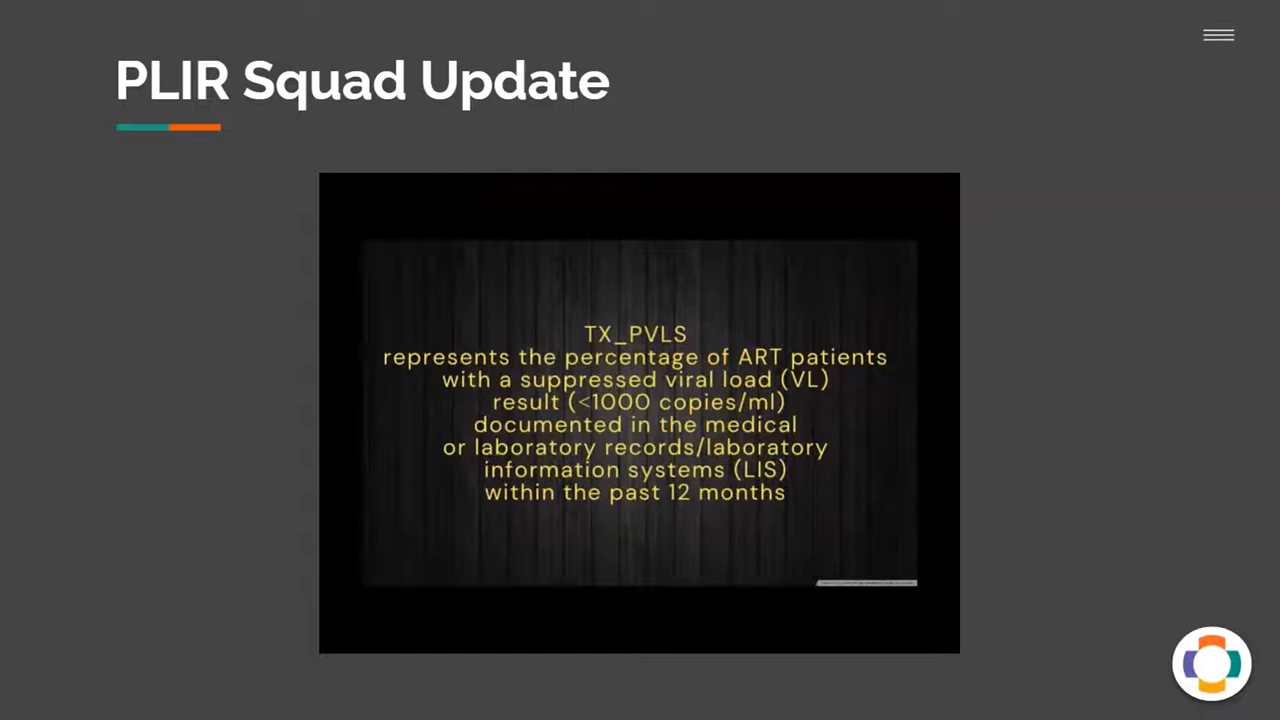 PLIR Squad Update
TX_PVLS
represents the percentage of ART patients
with a suppressed viral load (VL)
result (<1000 copies/ml)
documented in the medical
or laboratory records/laboratory
information systems (LIS)
within the past 12 months